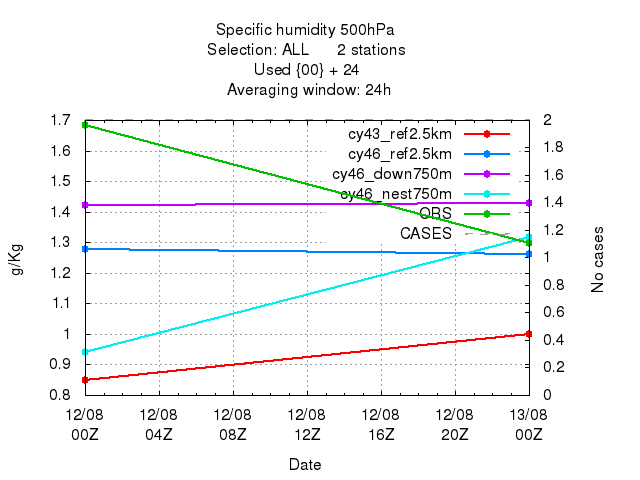 Specific humidity 500hPa
Selection: ALL 2 stations
Used {00} + 24
Averaging window: 24h
1.7
1.6
1.5
1.4
1.3
1.2
1.1
1
0.9
0.8
g/Kg
2
1.8
1.6
1.4
1.2
1
0.8
0.6
0.4
0.2
0
No cases
cy43_ref2.5km
cy46_ref2.5km
cy46_down750m
cy46_nest750m
OBS
CASES
12/08 12/08 12/08 12/08 12/08 12/08 13/08
00Z 04Z 08Z 12Z 16Z 20Z 00Z
Date